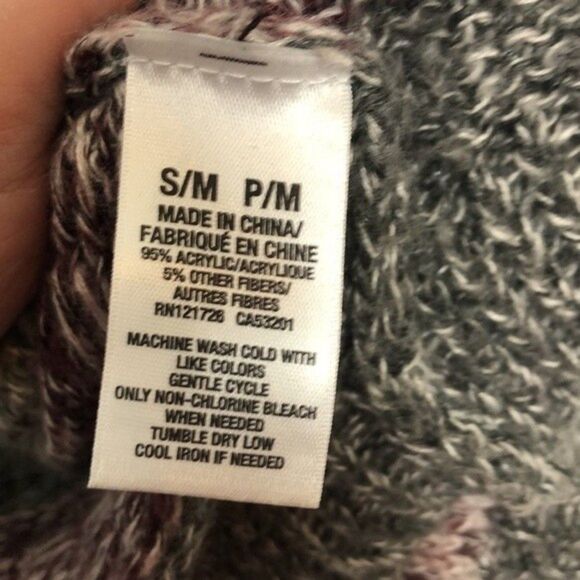 S/M P/M
MADE IN CHINA/
FABRIQUÉ EN CHINE
95% ACRYLIC/ACRYLIQUE
5% OTHER FIBERS/
AUTRES FIBRES
RN121726 CA53201
MACHINE WASH COLD WITH
LIKE COLORS
GENTLE CYCLE
ONLY NON-CHLORINE BLEACH
WHEN NEEDED
TUMBLE DRY LOW
COOL IRON IF NEEDED